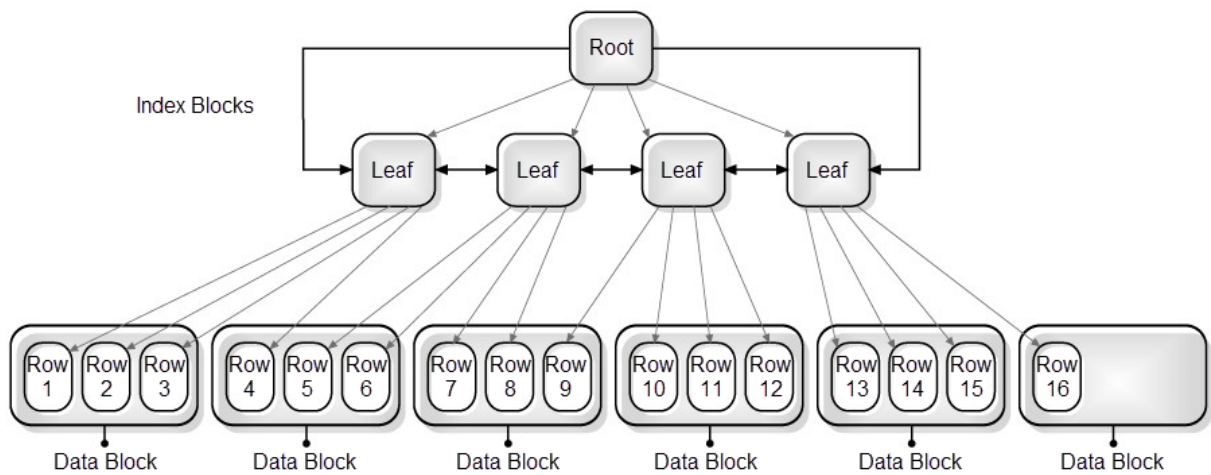 Root
Index Blocks
Leaf Leaf Leaf Leaf
Row Row Row Row Row Row Row Row Row Row Row Row Row Row Row Row
1 2 3 4 5 6 7 8 9 10 11 12 13 14 15 16
Data Block Data Block Data Block Data Block Data Block Data Block